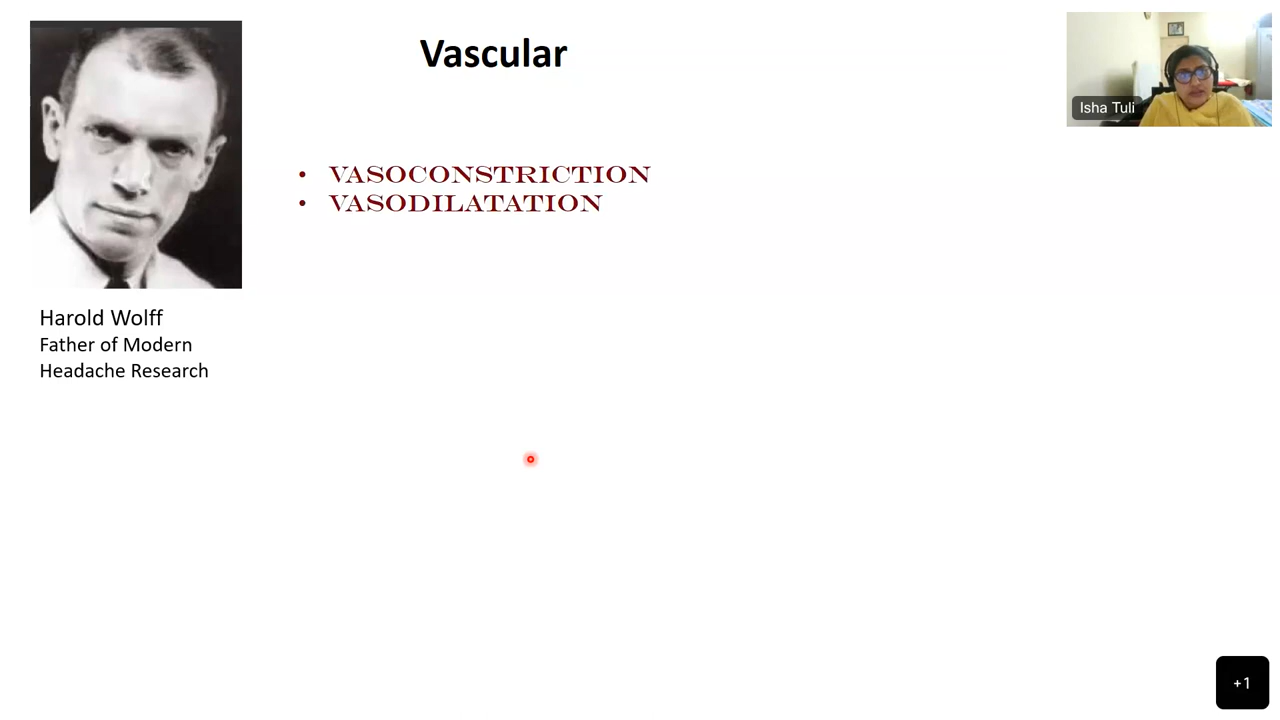 Vascular
Isha Tuli
• VASOCONSTRICTION
• VASODILATATION
Harold Wolff
Father of Modern
Headache Research
+1